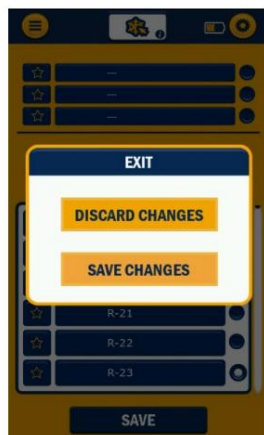 ---
---
---
EXIT
DISCARD CHANGES
SAVE CHANGES
R-21
R-22
R-23
SAVE